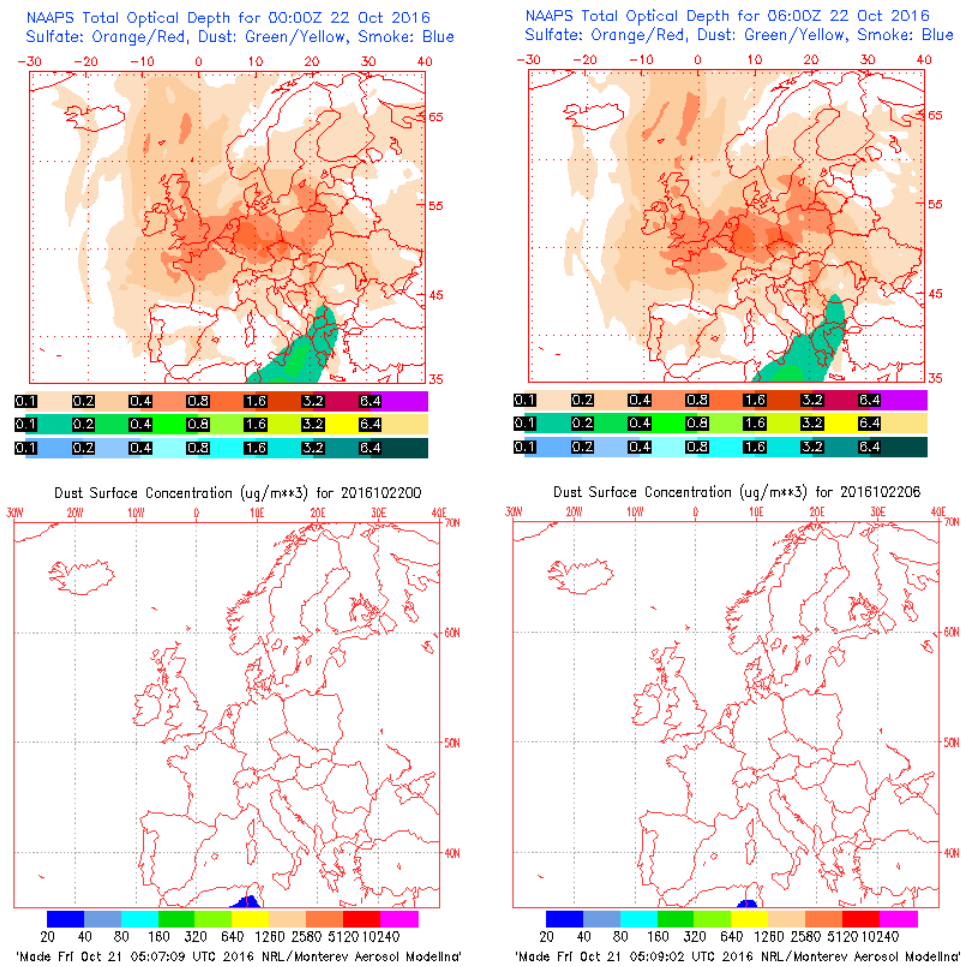 NAAPS Total Optical Depth for 00:00Z 22 Oct 2016
Sulfate: Orange/Red, Dust: Green/Yellow, Smoke: Blue
-30 -20 -10 0 10 20 30 40
65
55
45
35
0.1 0.2 0.4 0.8 1.6 3.2 6.4
0.1 0.2 0.4 0.8 1.6 3.2 6.4
0.1 0.2 0.4 0.8 1.6 3.2 6.4
NAAPS Total Optical Depth for 06:00Z 22 Oct 2016
Sulfate: Orange/Red, Dust: Green/Yellow, Smoke: Blue
-30 -20 -10 0 10 20 30 40
65
55
45
35
0.1 0.2 0.4 0.8 1.6 3.2 6.4
0.1 0.2 0.4 0.8 1.6 3.2 6.4
0.1 0.2 0.4 0.8 1.6 3.2 6.4
Dust Surface Concentration (ug/m**3) for 2016102200
30W 20W 10W 0 10E 20E 30E 40E
70N
60N
50N
40N
20 40 80 160 320 640 1260 2580 5120 10240
'Made Fri Oct 21 05:07:09 UTC 2016 NRL/Monterey Aerosol Modeling'
Dust Surface Concentration (ug/m**3) for 2016102206
30W 20W 10W 0 10E 20E 30E 40E
70N
60N
50N
40N
20 40 80 160 320 640 1260 2580 5120 10240
'Made Fri Oct 21 05:09:02 UTC 2016 NRL/Monterey Aerosol Modeling'